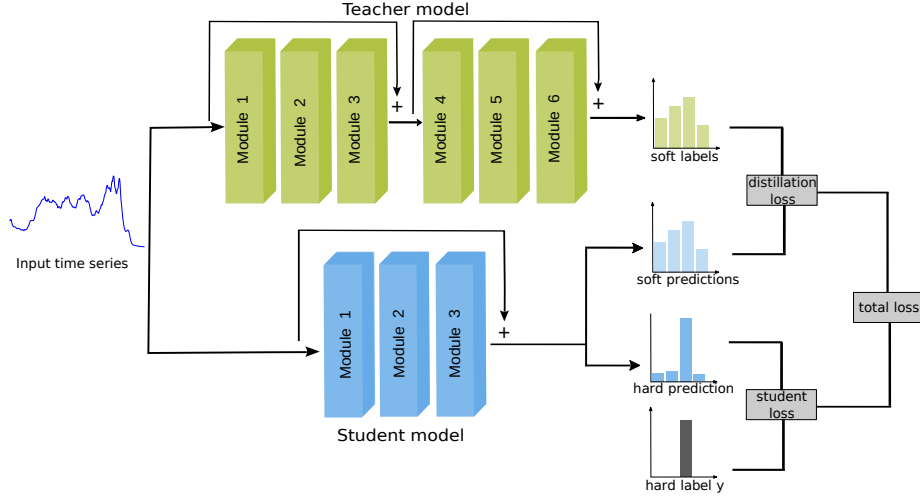 Teacher model
Module 1
Module 2
Module 3
+
Module 4
Module 5
Module 6
+
soft labels
distillation
loss
Input time series
Module 1
Module 2
Module 3
+
Student model
soft predictions
total loss
hard prediction
student
loss
hard label y